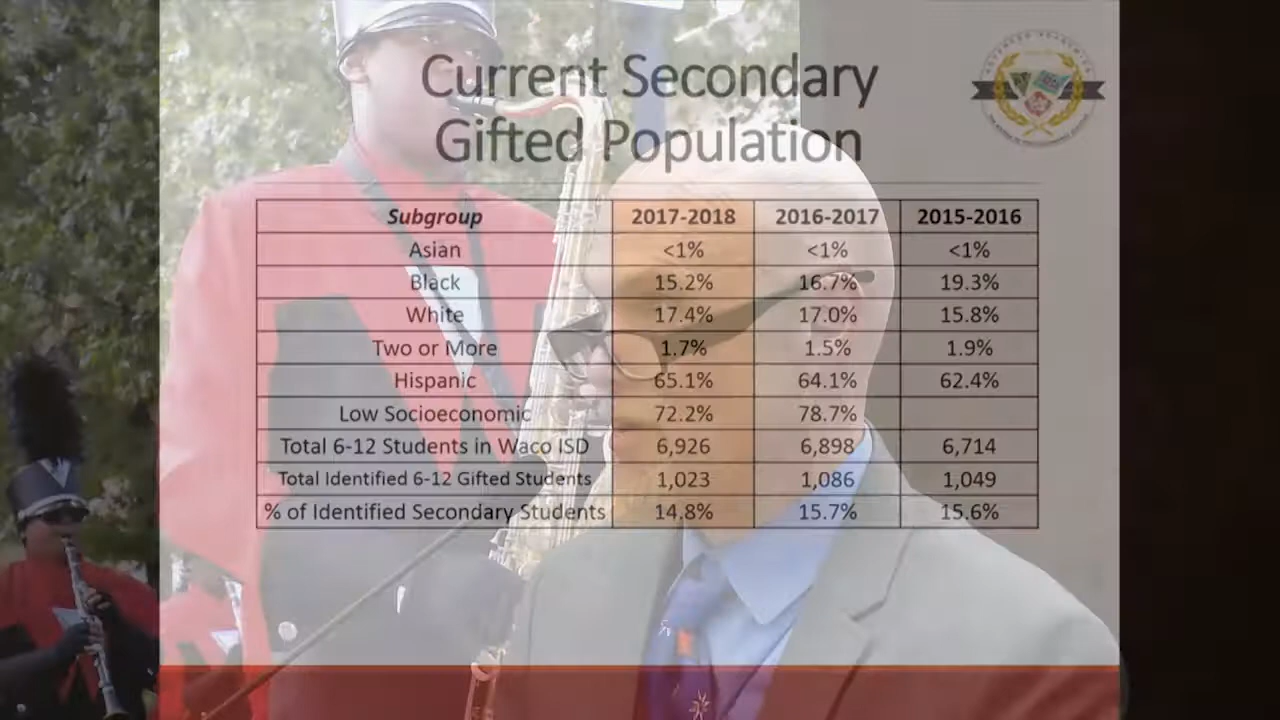 Current Secondary
Gifted Population
Subgroup 2017-2018 2016-2017 2015-2016
Asian <1% <1% <1%
Black 15.2% 16.7% 19.3%
White 17.4% 17.0% 15.8%
Two or More 1.7% 1.5% 1.9%
Hispanic 65.1% 64.1% 62.4%
Low Socioeconomic 72.2% 78.7%
Total 6-12 Students in Waco ISD 6,926 6,898 6,714
Total Identified 6-12 Gifted Students 1,023 1,086 1,049
% of Identified Secondary Students 14.8% 15.7% 15.6%